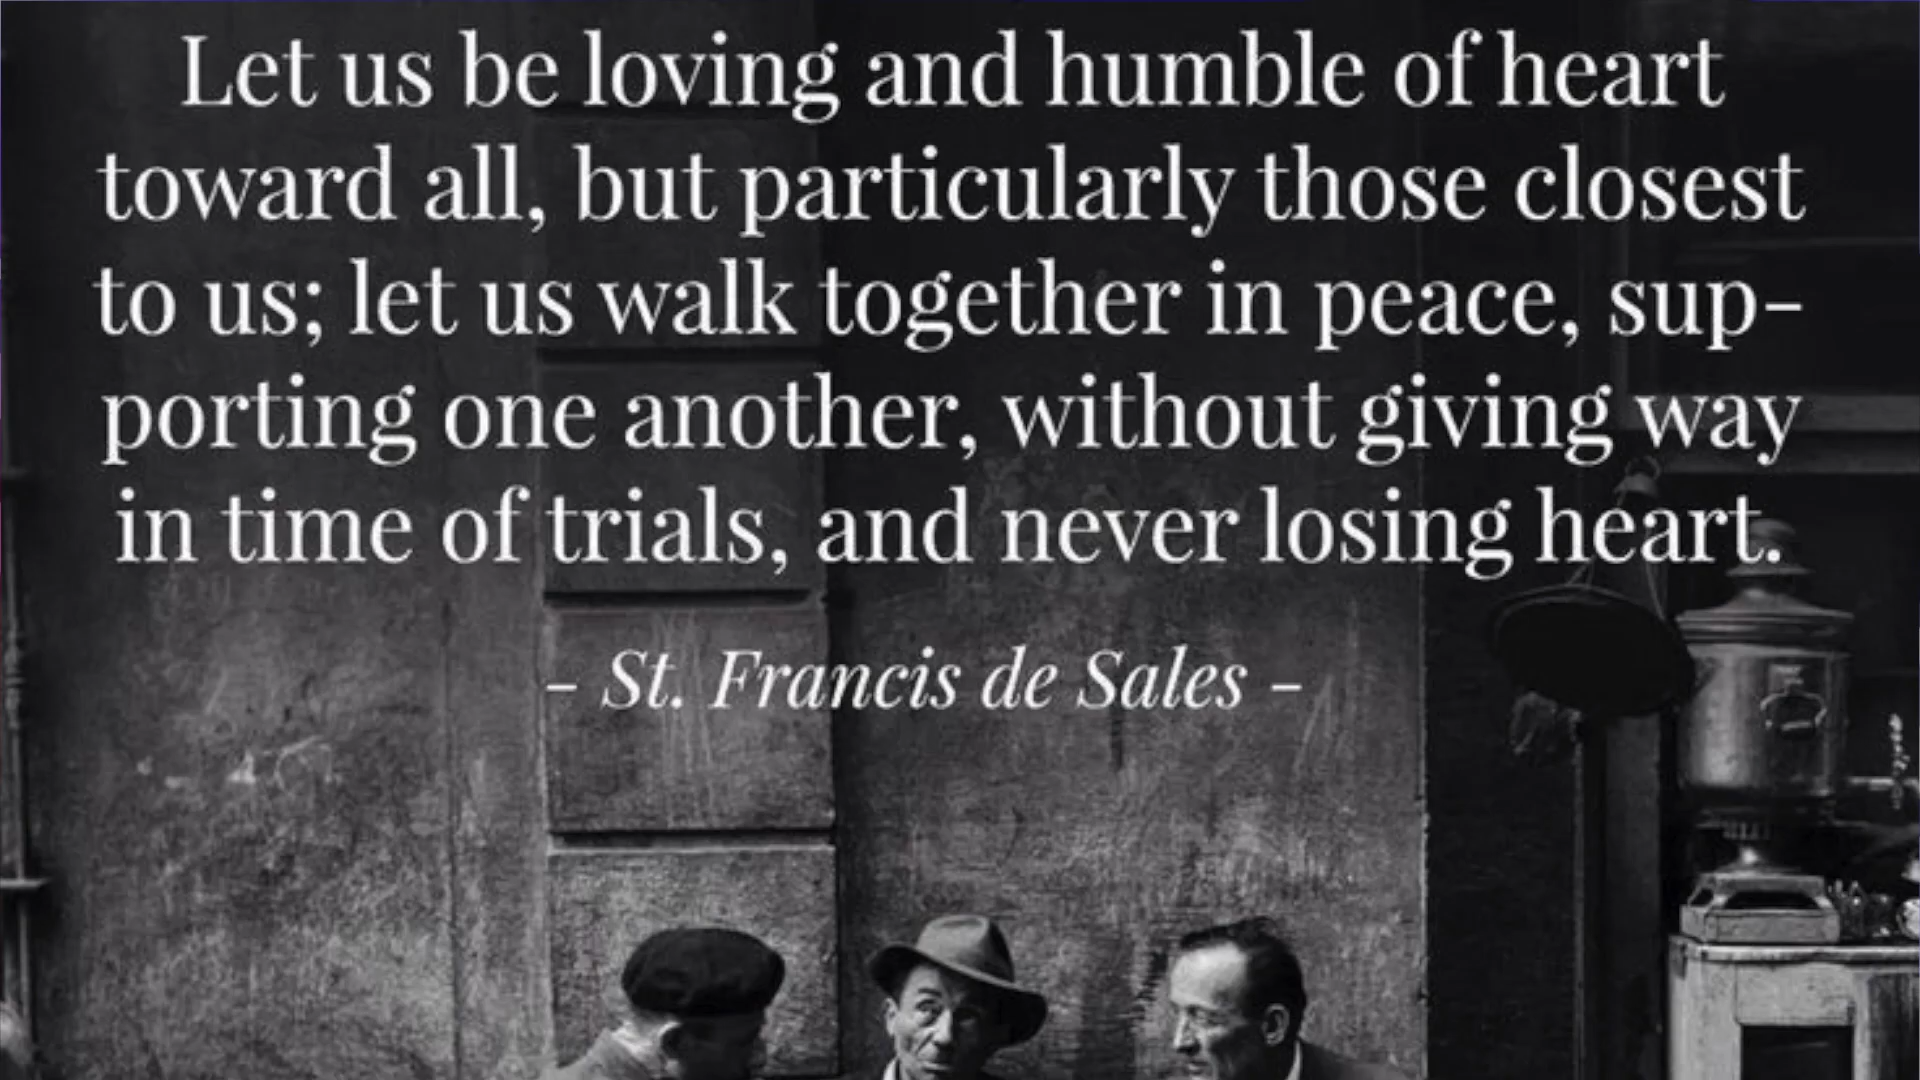 Let us be loving and humble of heart
toward all, but particularly those closest
to us; let us walk together in peace, sup-
porting one another, without giving way
in time of trials, and never losing heart.
- St. Francis de Sales -